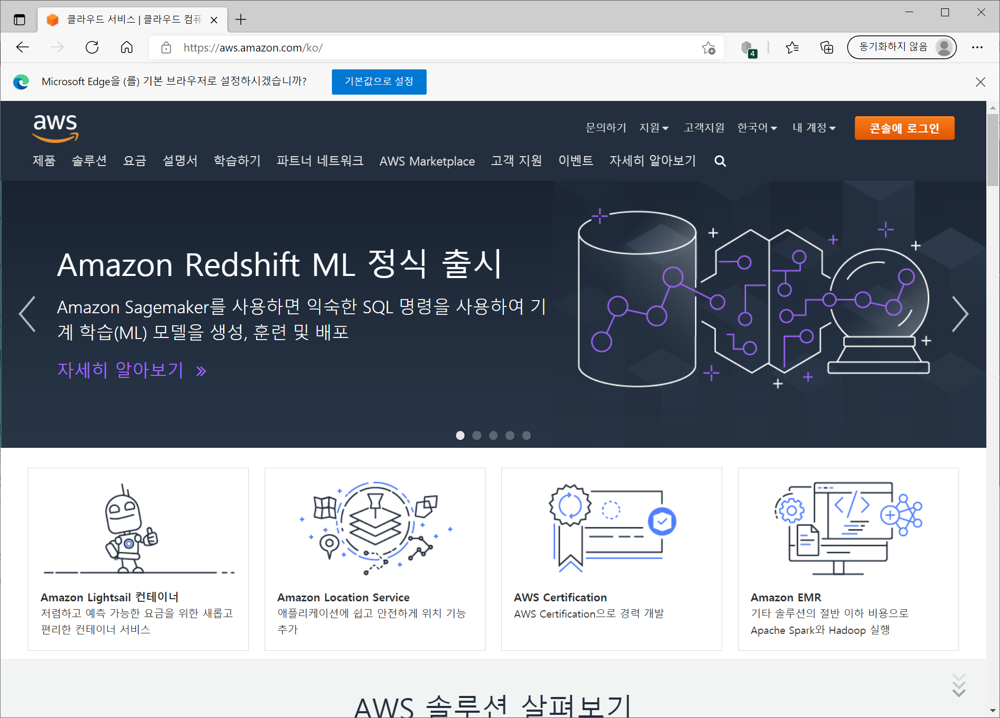 클라우드 서비스 | 클라우드 컴퓨
https://aws.amazon.com/ko/
4
동기화하지 않음
Microsoft Edge을 (를) 기본 브라우저로 설정하시겠습니까?
기본값으로 설정
aws
문의하기 지원 고객지원 한국어 내 계정 콘솔에 로그인
제품 솔루션 요금 설명서 학습하기 파트너 네트워크 AWS Marketplace 고객 지원 이벤트 자세히 알아보기
Amazon Redshift ML 정식 출시
Amazon Sagemaker를 사용하면 익숙한 SQL 명령을 사용하여 기
계 학습(ML) 모델을 생성, 훈련 및 배포
자세히 알아보기 »
Amazon Lightsail 컨테이너
저렴하고 예측 가능한 요금을 위한 새롭고
편리한 컨테이너 서비스
Amazon Location Service
애플리케이션에 쉽고 안전하게 위치 기능
추가
AWS Certification
AWS Certification으로 경력 개발
Amazon EMR
기타 솔루션의 절반 이하 비용으로
Apache Spark와 Hadoop 실행
AWS 솔루션 살펴보기